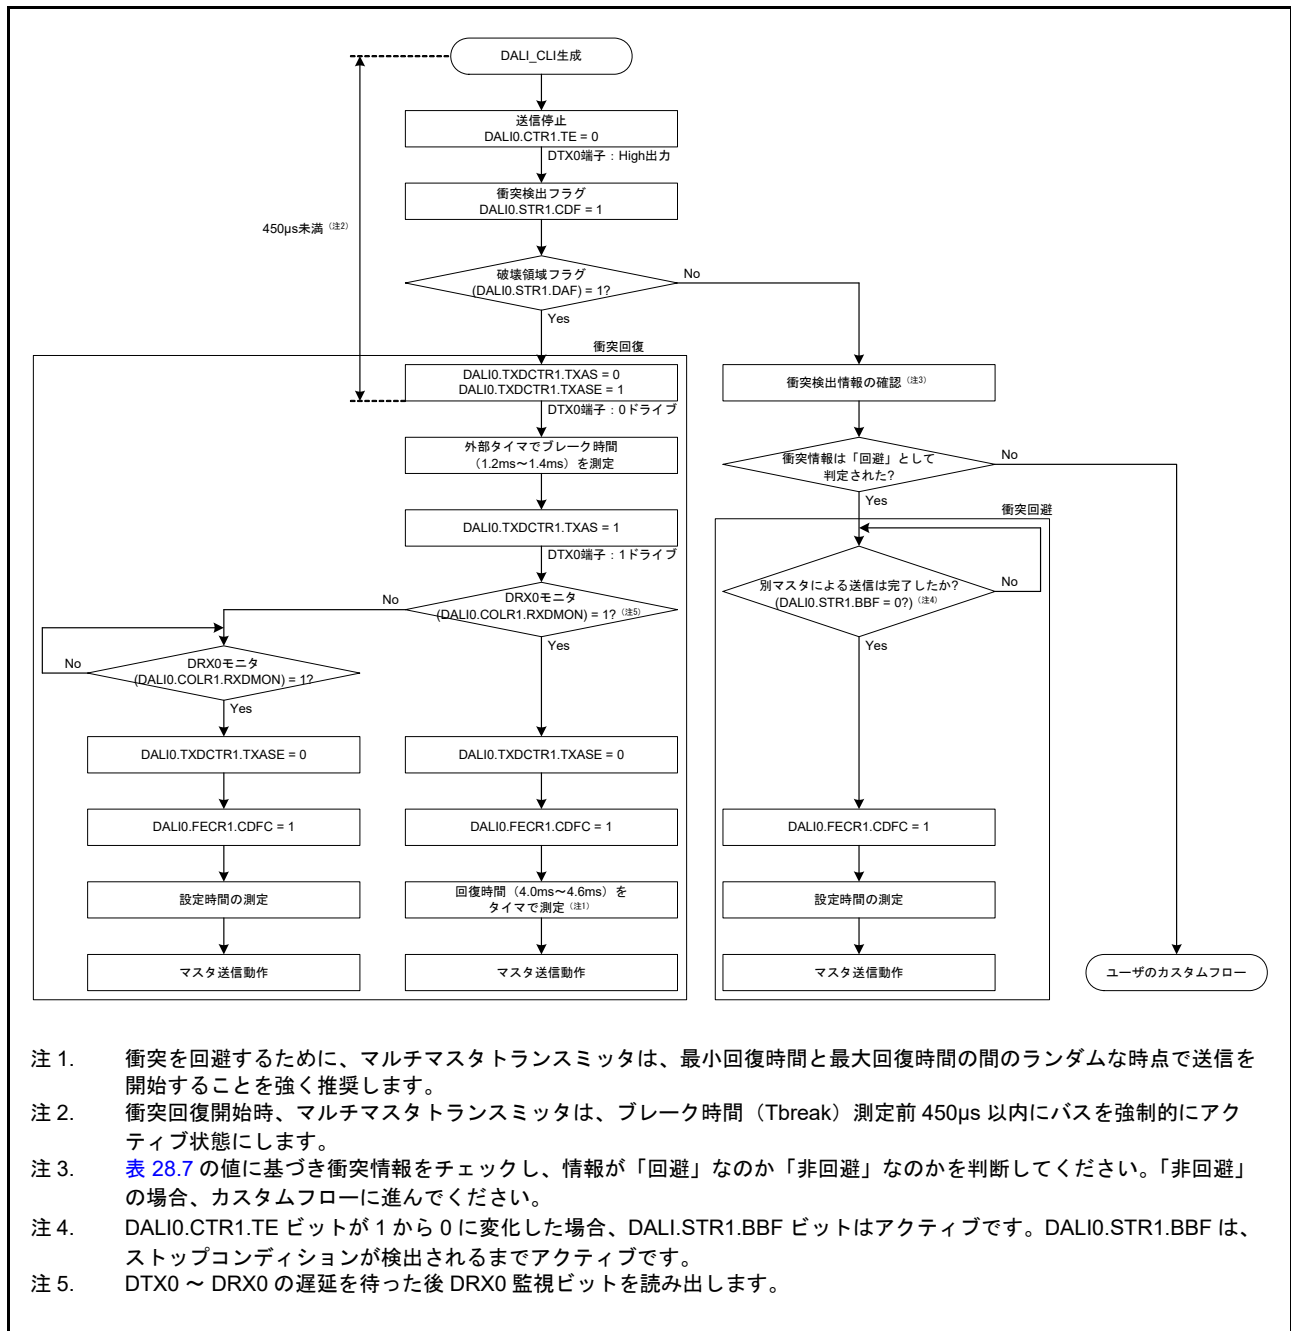 DALI_CLI生成
送信停止
DALI0.CTR1.TE = 0
DTX0端子：High出力
衝突検出フラグ
DALI0.STR1.CDF = 1
450µs未満（注2）
破壊領域フラグ
(DALI0.STR1.DAF) = 1?
No
Yes
衝突回復
DALI0.TXDCTR1.TXAS = 0
DALI0.TXDCTR1.TXASE = 1
衝突検出情報の確認（注3）
DTX0端子：0ドライブ
外部タイマでブレーク時間
（1.2ms～1.4ms）を測定
衝突情報は「回避」として
判定された?
No
Yes
衝突回避
DALI0.TXDCTR1.TXAS = 1
DTX0端子：1ドライブ
別マスタによる送信は完了したか?
(DALI0.STR1.BBF = 0?)（注4）
No
Yes
No
DRX0モニタ
(DALI0.COLR1.RXDMON) = 1?（注5）
Yes
No
DRX0モニタ
(DALI0.COLR1.RXDMON) = 1?
Yes
DALI0.TXDCTR1.TXASE = 0
DALI0.TXDCTR1.TXASE = 0
DALI0.FECR1.CDFC = 1
DALI0.FECR1.CDFC = 1
DALI0.FECR1.CDFC = 1
設定時間の測定
回復時間（4.0ms～4.6ms）を
タイマで測定（注1）
設定時間の測定
マスタ送信動作
マスタ送信動作
マスタ送信動作
ユーザのカスタムフロー
注 1. 衝突を回避するために、マルチマスタトランスミッタは、最小回復時間と最大回復時間の間のランダムな時点で送信を
開始することを強く推奨します。
注 2. 衝突回復開始時、マルチマスタトランスミッタは、ブレーク時間（Tbreak）測定前 450µs 以内にバスを強制的にアク
ティブ状態にします。
注 3. 表 28.7 の値に基づき衝突情報をチェックし、情報が「回避」なのか「非回避」なのかを判断してください。「非回避」
の場合、カスタムフローに進んでください。
注 4. DALI0.CTR1.TE ビットが 1 から 0 に変化した場合、DALI.STR1.BBF ビットはアクティブです。DALI0.STR1.BBF は、
ストップコンディションが検出されるまでアクティブです。
注 5. DTX0 ～ DRX0 の遅延を待った後 DRX0 監視ビットを読み出します。